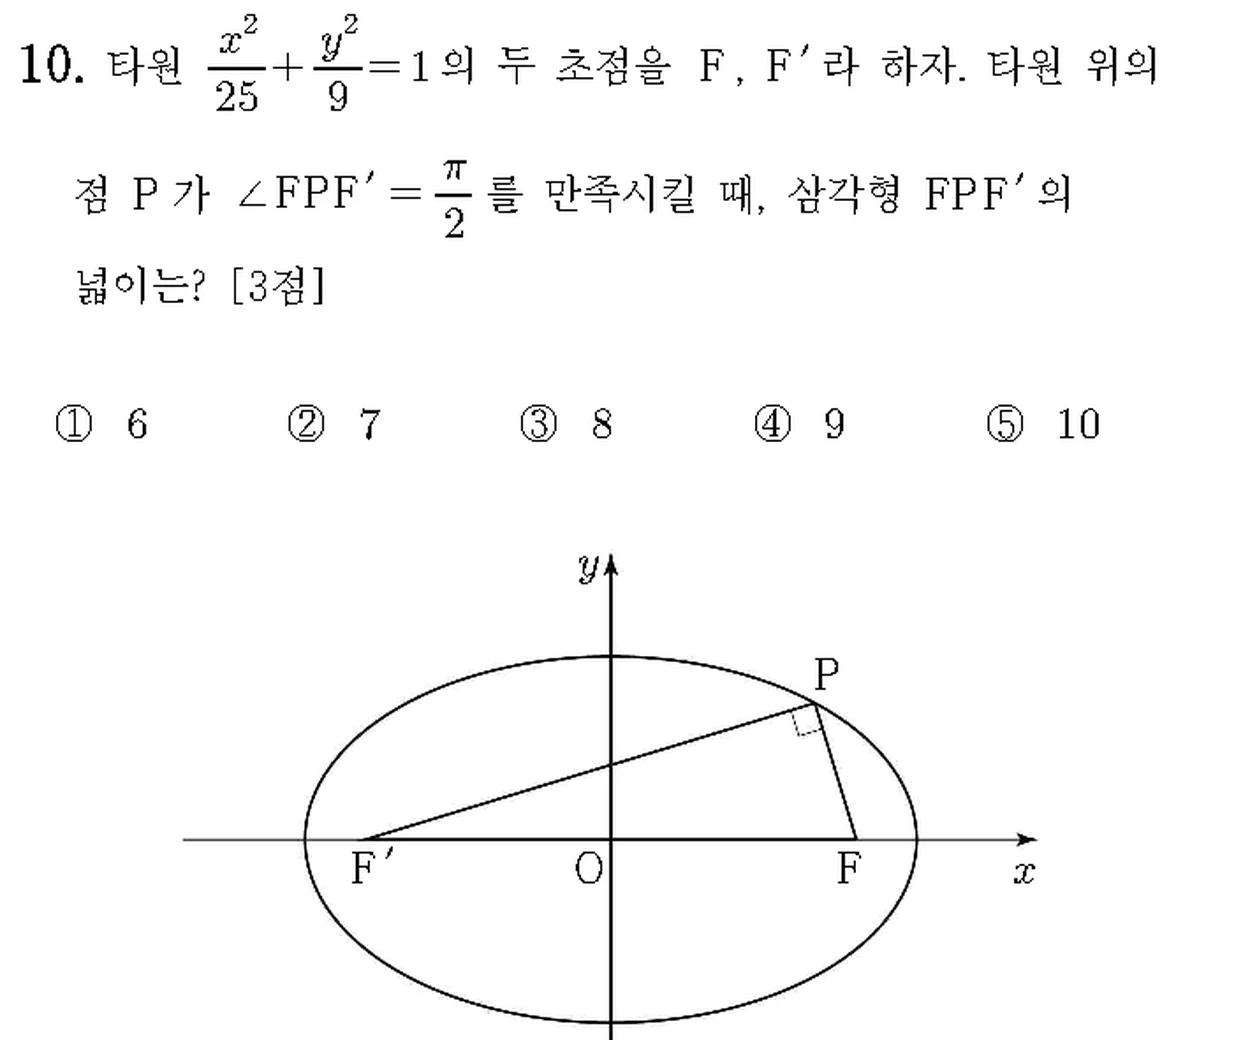 10. 타원 x²/25 + y²/9 = 1의 두 초점을 F, F′라 하자. 타원 위의
점 P가 ∠FPF′ = π/2 를 만족시킬 때, 삼각형 FPF′의
넓이는? [3점]
① 6 ② 7 ③ 8 ④ 9 ⑤ 10
y
P
F′ O F
x